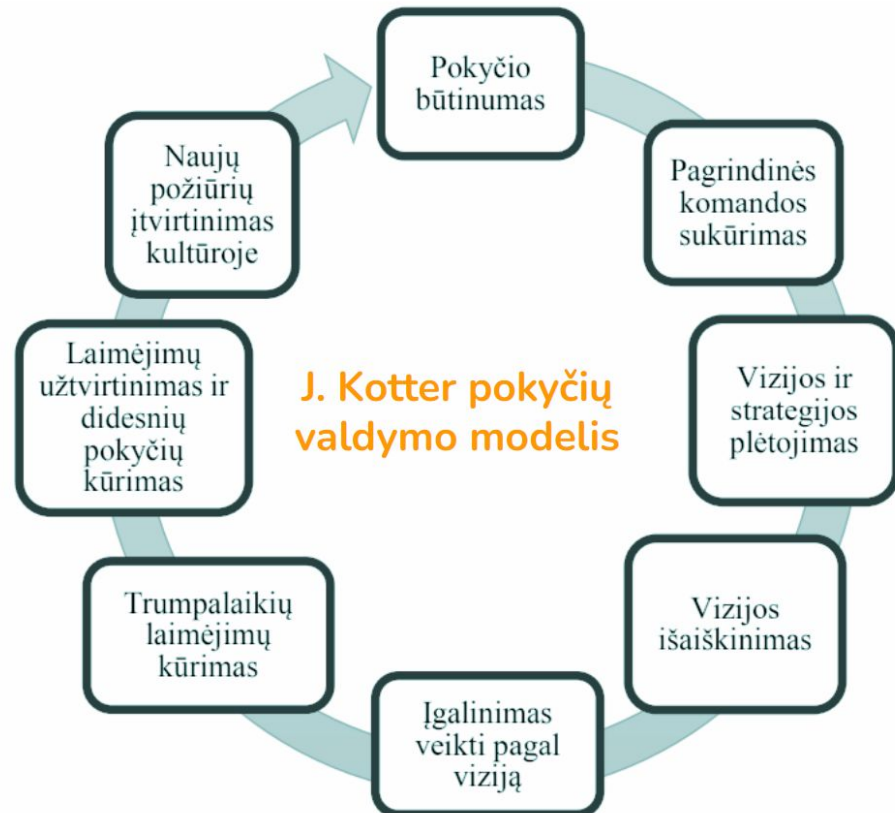 Pokyčio
būtinumas
Pagrindinės
komandos
sukūrimas
Vizijos ir
strategijos
plėtojimas
Vizijos
išaiškinimas
Įgalinimas
veikti pagal
viziją
Trumpalaikių
laimėjimų
kūrimas
Laimėjimų
užtvirtinimas ir
didesnių
pokyčių
kūrimas
Naujų
požiūrių
įtvirtinimas
kultūroje
J. Kotter pokyčių
valdymo modelis